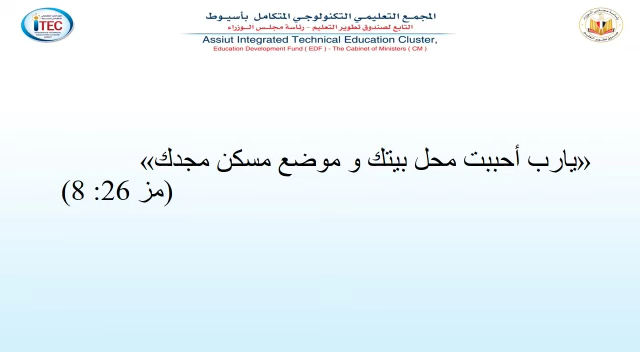 المجمع التعليمي التكنولوجي المتكامل بأسيوط
التابع لصندوق تطوير التعليم - رئاسة مجلس الوزراء
Assiut Integrated Technical Education Cluster,
Education Development Fund ( EDF ) - The Cabinet of Ministers ( CM )
iTEC
«يارب أحببت محل بيتك و موضع مسكن مجدك»
(مز 26: 8)